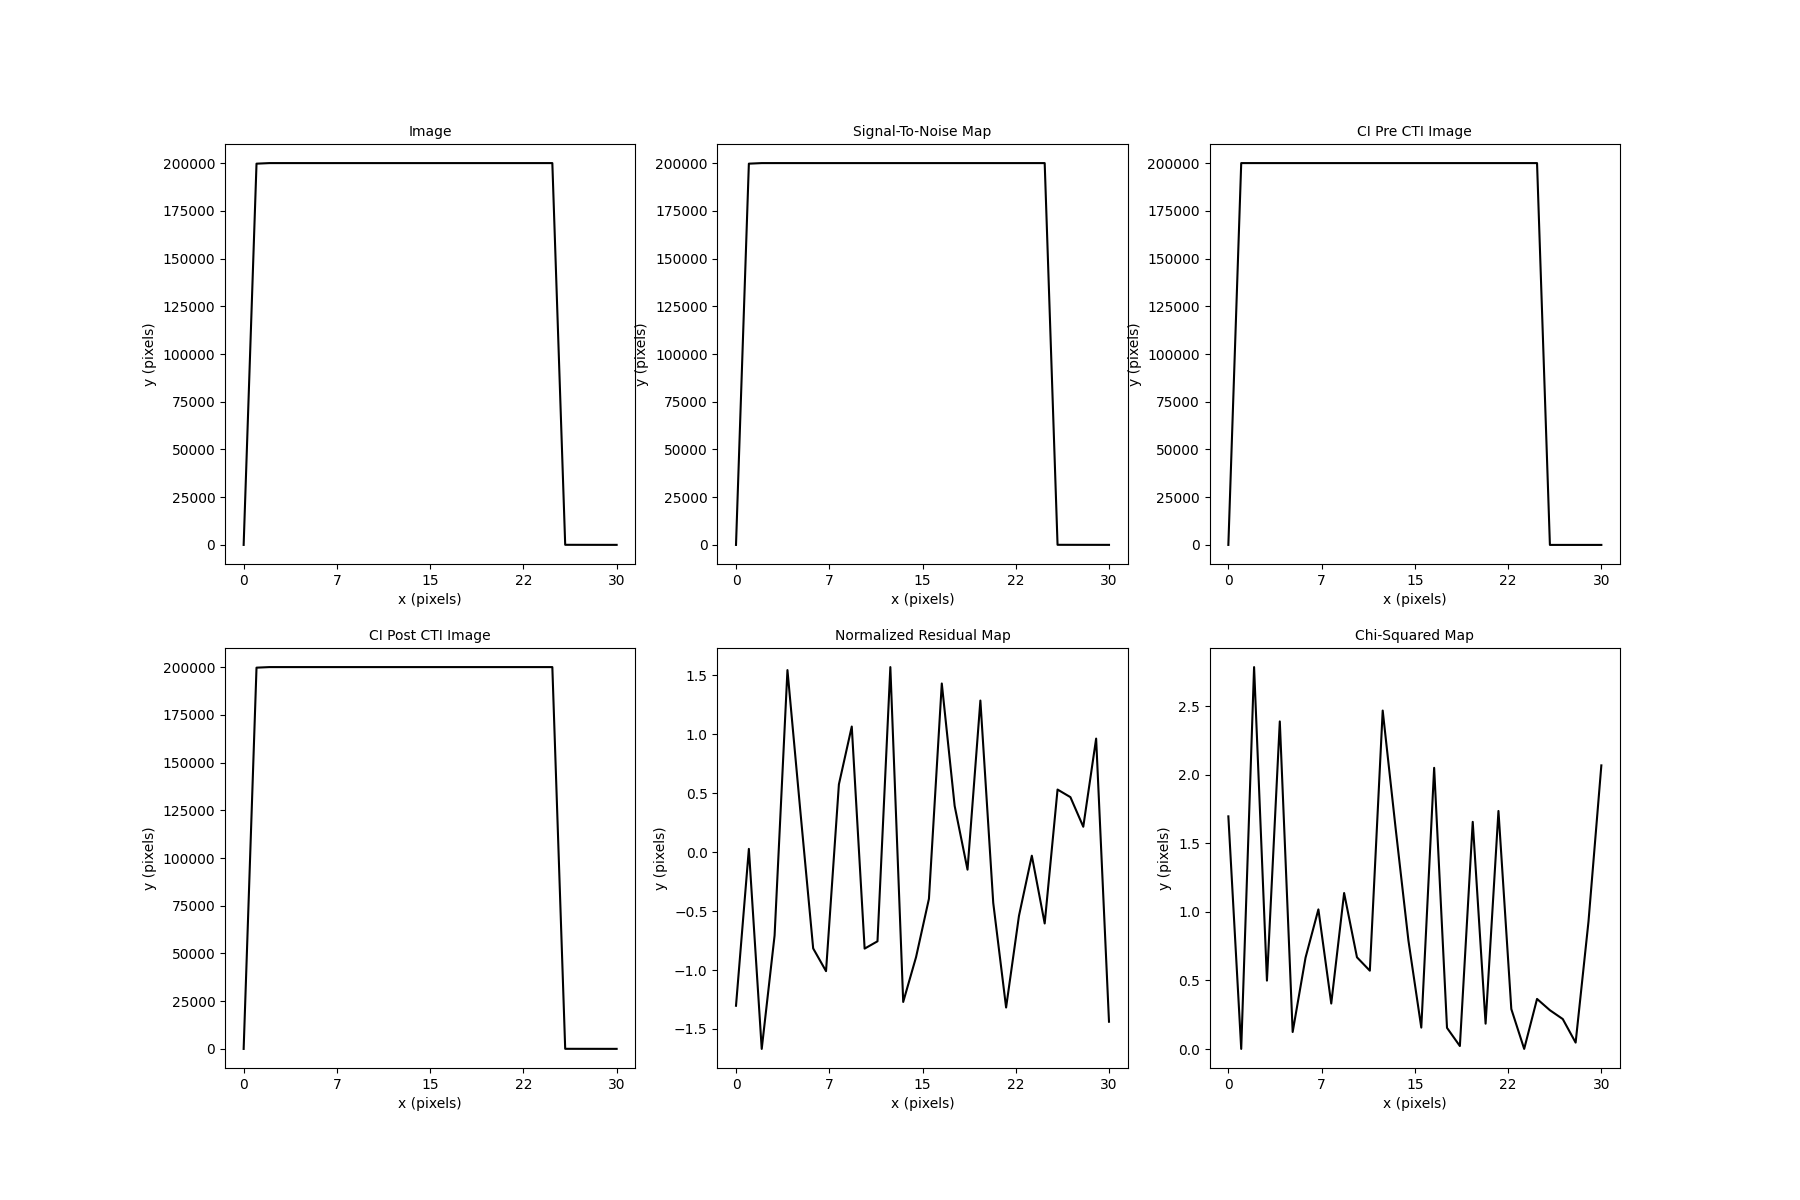 Image
200000
175000
150000
125000
100000
75000
50000
25000
0
y (pixels)
0 7 15 22 30
x (pixels)
Signal-To-Noise Map
200000
175000
150000
125000
100000
75000
50000
25000
0
y (pixels)
0 7 15 22 30
x (pixels)
CI Pre CTI Image
200000
175000
150000
125000
100000
75000
50000
25000
0
y (pixels)
0 7 15 22 30
x (pixels)
CI Post CTI Image
200000
175000
150000
125000
100000
75000
50000
25000
0
y (pixels)
0 7 15 22 30
x (pixels)
Normalized Residual Map
1.5
1.0
0.5
0.0
−0.5
−1.0
−1.5
y (pixels)
0 7 15 22 30
x (pixels)
Chi-Squared Map
2.5
2.0
1.5
1.0
0.5
0.0
y (pixels)
0 7 15 22 30
x (pixels)